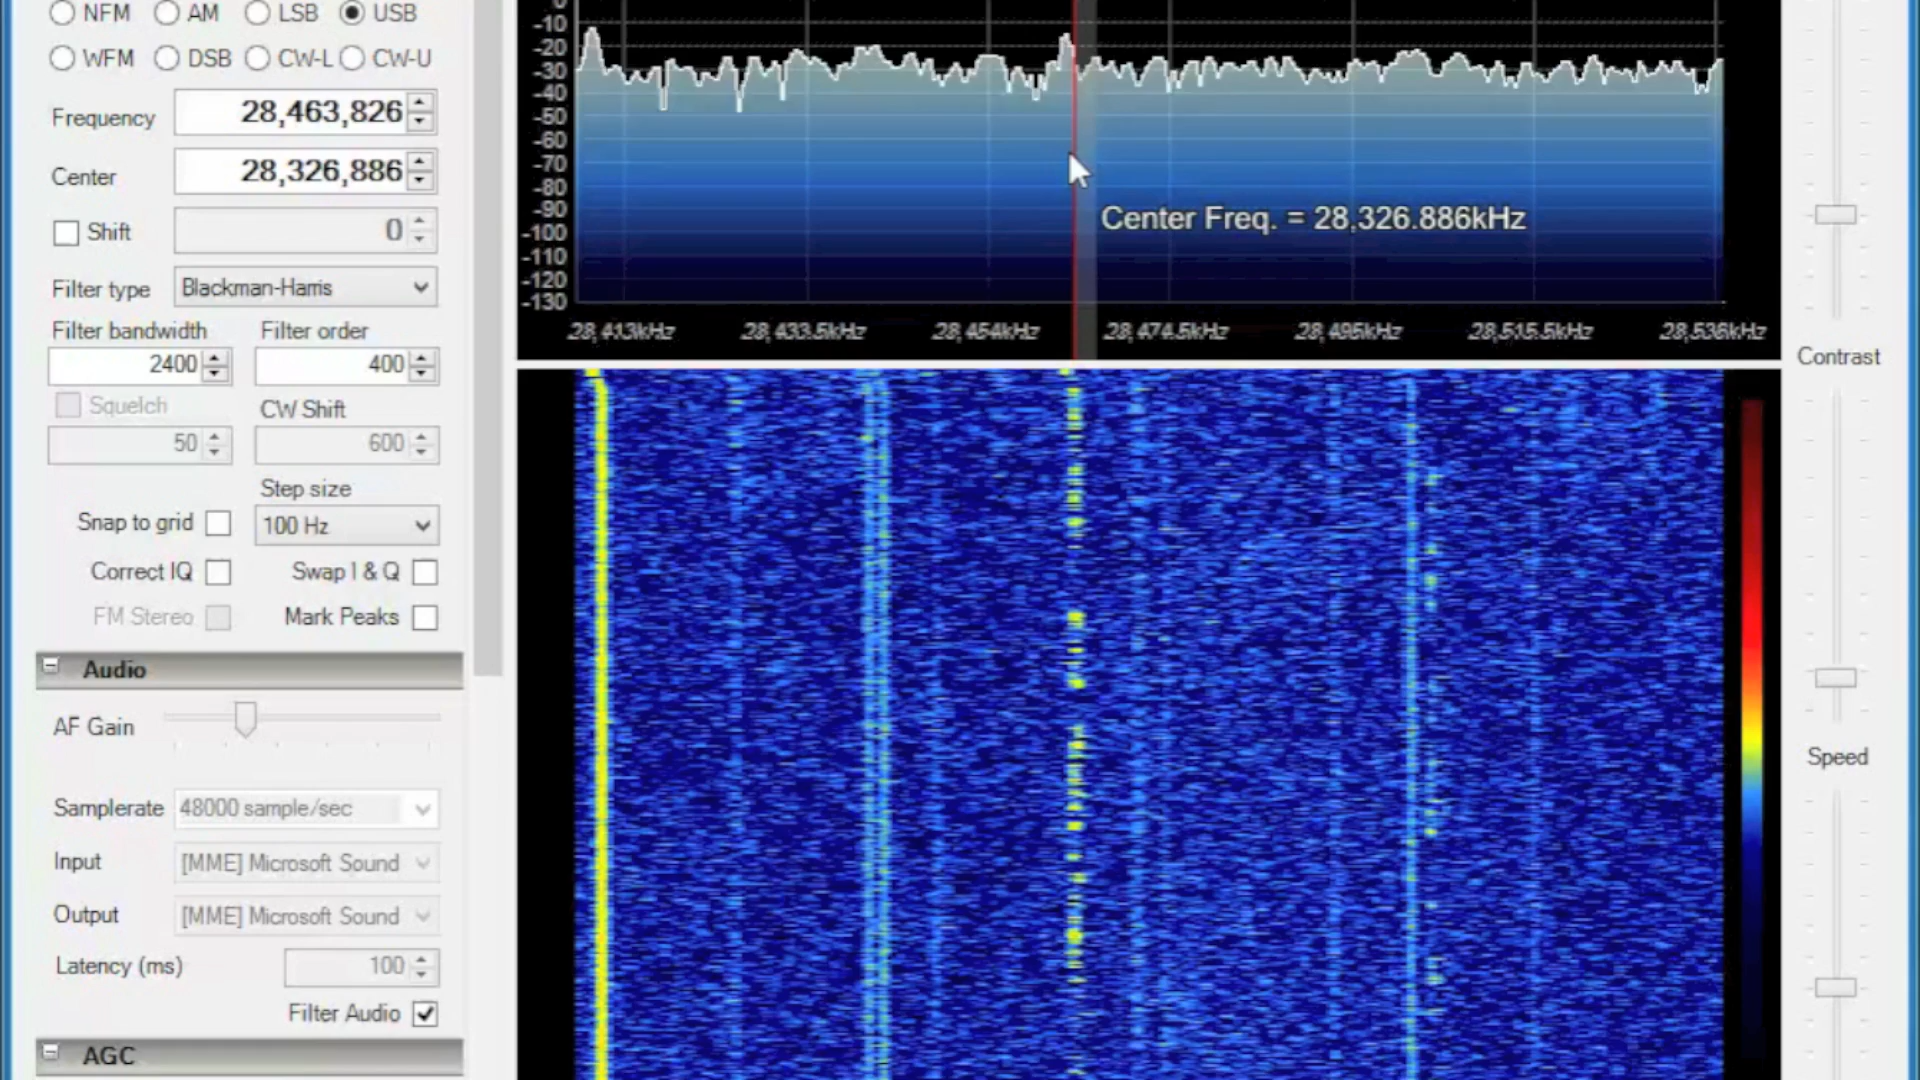 NFM AM LSB USB
WFM DSB CW-L CW-U
Frequency 28,463,826
Center 28,326,886
Shift 0
Filter type Blackman-Harris
Filter bandwidth Filter order
2400 400
Squelch CW Shift
50 600
Step size
Snap to grid 100 Hz
Correct IQ Swap I & Q
FM Stereo Mark Peaks
Audio
AF Gain
Samplerate 48000 sample/sec
Input [MME] Microsoft Sound
Output [MME] Microsoft Sound
Latency (ms) 100
Filter Audio
AGC
0
-10
-20
-30
-40
-50
-60
-70
-80
-90
-100
-110
-120
-130
Center Freq. = 28,326.886kHz
28,413kHz 28,433.5kHz 28,454kHz 28,474.5kHz 28,495kHz 28,515.5kHz 28,536kHz
Contrast
Speed